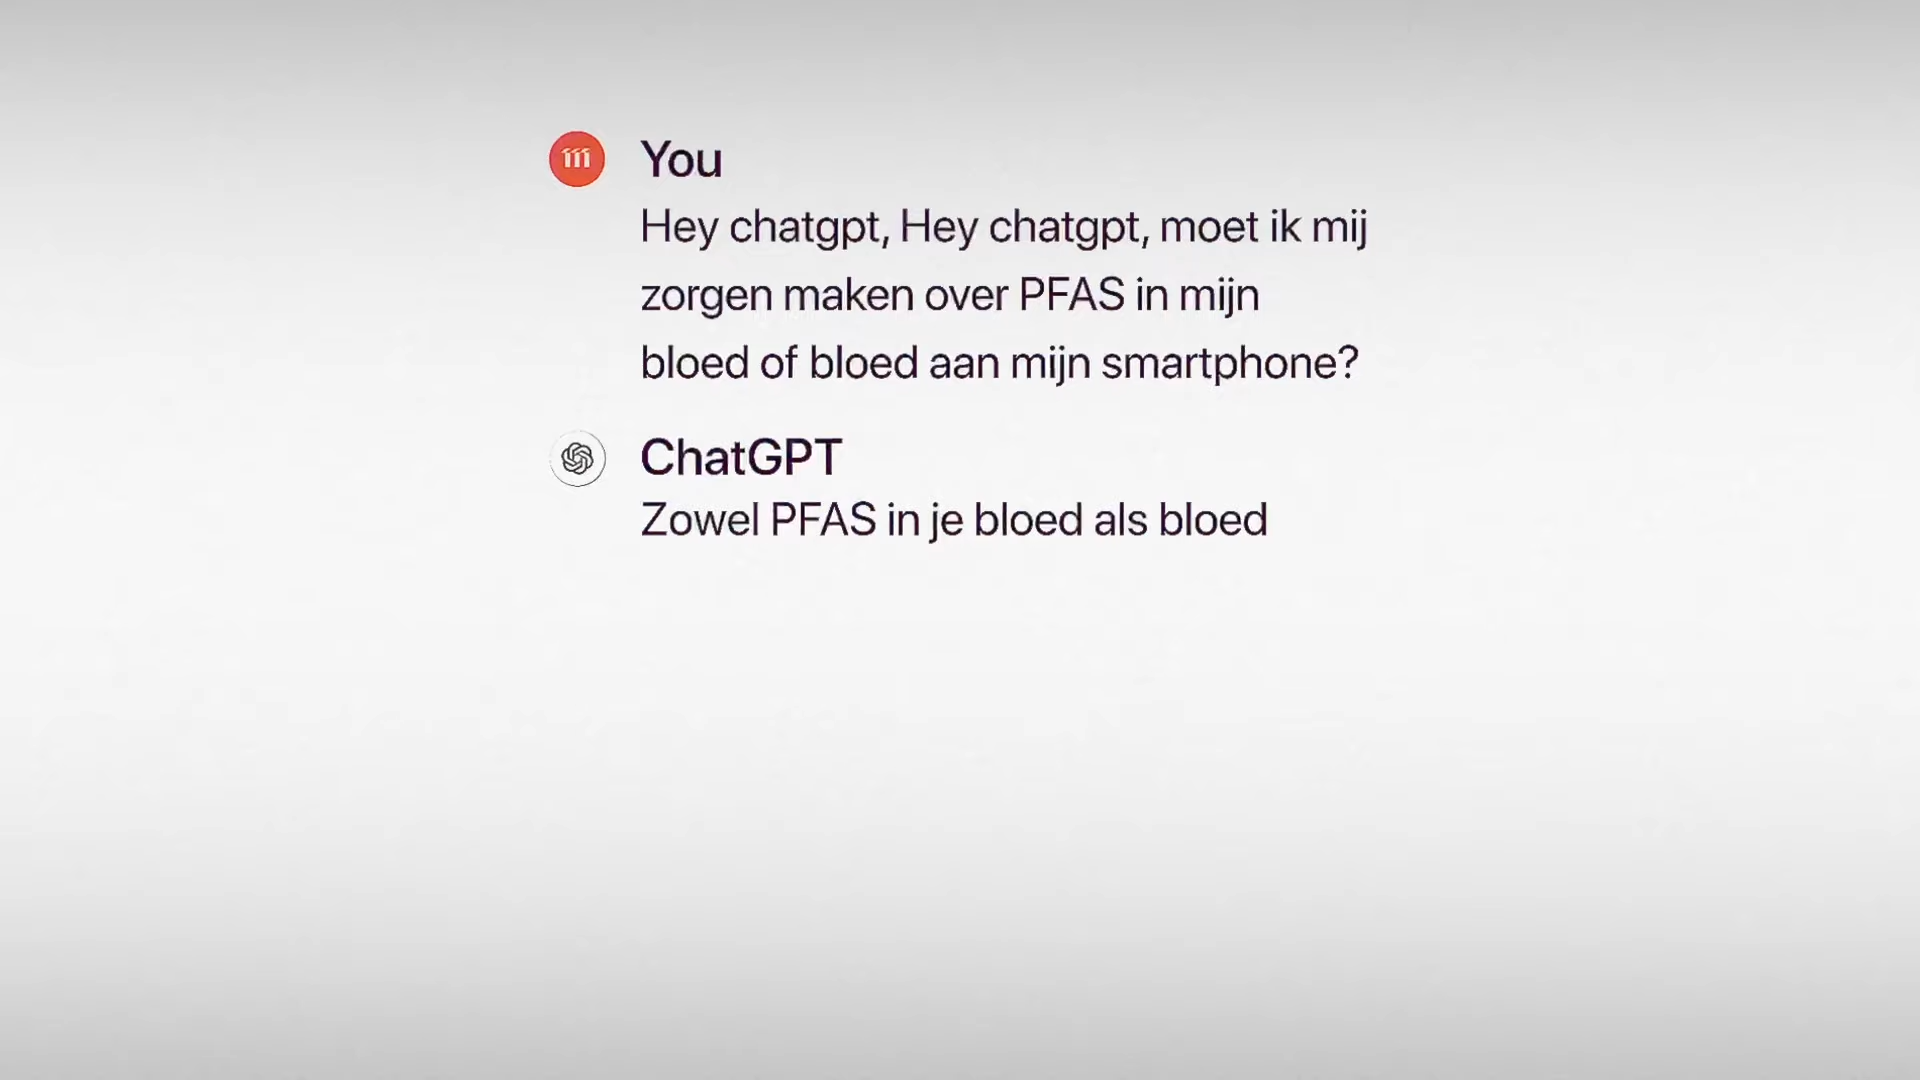 You
Hey chatgpt, Hey chatgpt, moet ik mij
zorgen maken over PFAS in mijn
bloed of bloed aan mijn smartphone?
ChatGPT
Zowel PFAS in je bloed als bloed